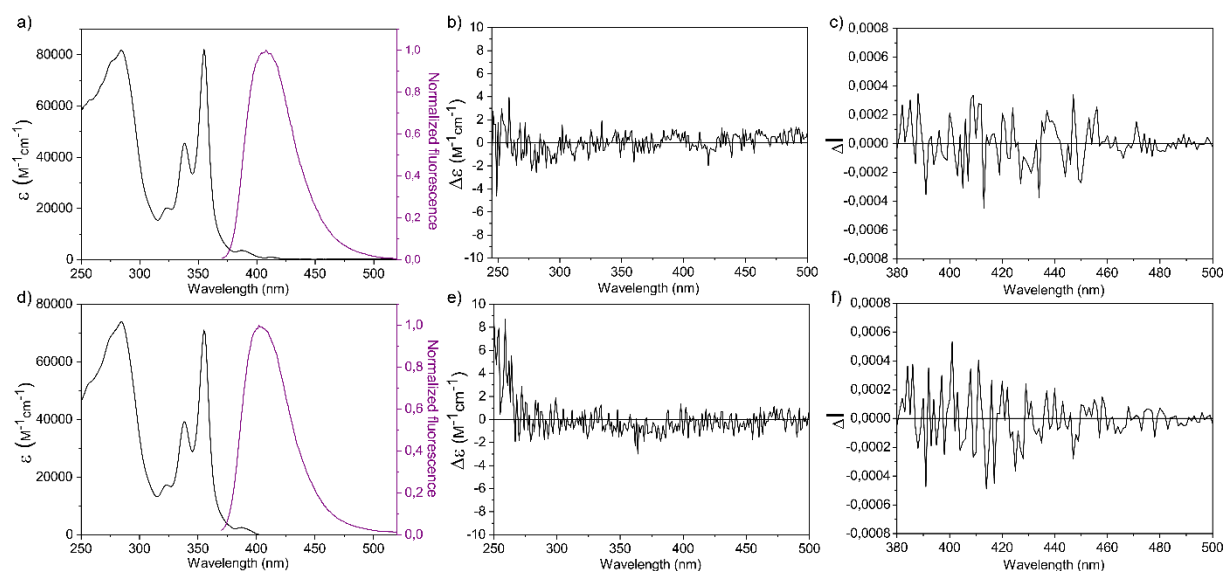 a)
80000
60000
40000
20000
0
ε (M⁻¹cm⁻¹)
1,0
0,8
0,6
0,4
0,2
0,0
Normalized fluorescence
250 300 350 400 450 500
Wavelength (nm)
b)
10
8
6
4
2
0
-2
-4
-6
-8
-10
Δε (M⁻¹cm⁻¹)
250 300 350 400 450 500
Wavelength (nm)
c)
0,0008
0,0006
0,0004
0,0002
0,0000
-0,0002
-0,0004
-0,0006
-0,0008
ΔI
380 400 420 440 460 480 500
Wavelength (nm)
d)
80000
60000
40000
20000
0
ε (M⁻¹cm⁻¹)
1,0
0,8
0,6
0,4
0,2
0,0
Normalized fluorescence
250 300 350 400 450 500
Wavelength (nm)
e)
10
8
6
4
2
0
-2
-4
-6
-8
-10
Δε (M⁻¹cm⁻¹)
250 300 350 400 450 500
Wavelength (nm)
f)
0,0008
0,0006
0,0004
0,0002
0,0000
-0,0002
-0,0004
-0,0006
-0,0008
ΔI
380 400 420 440 460 480 500
Wavelength (nm)